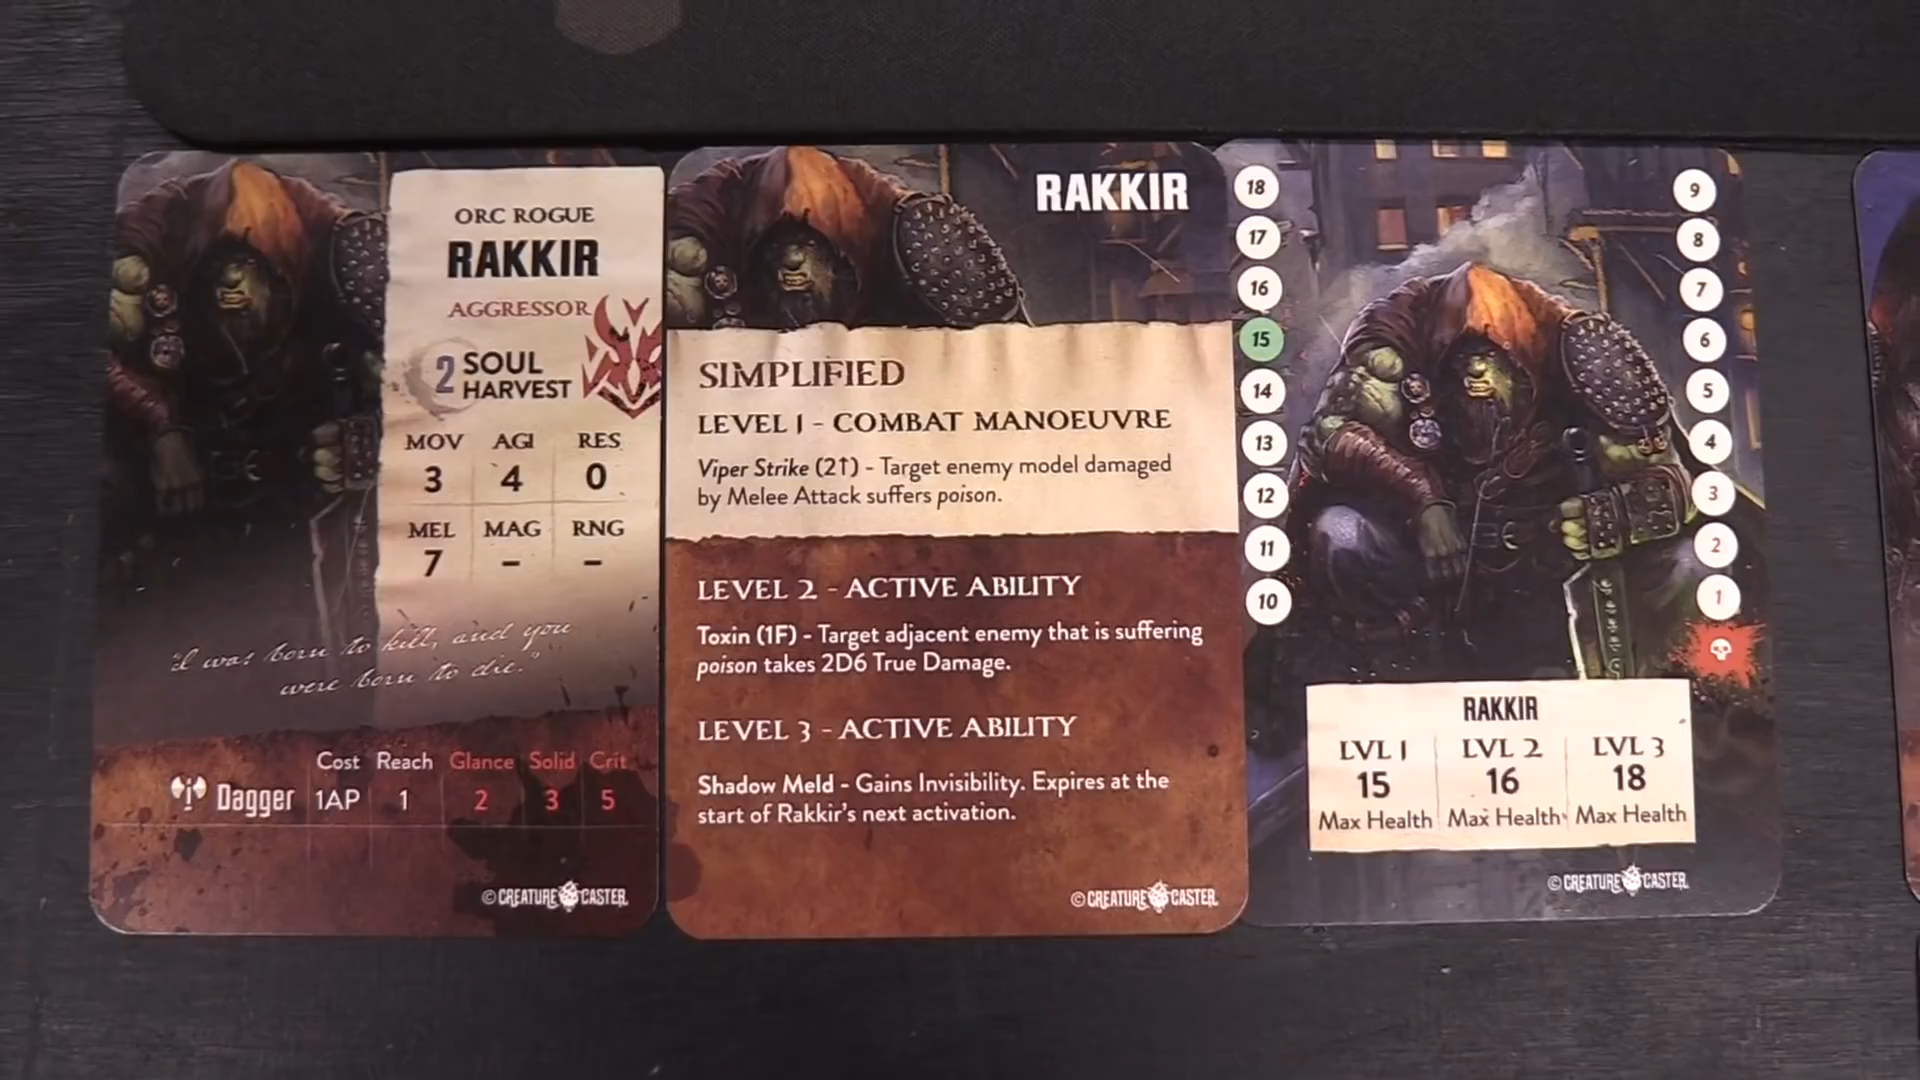 ORC ROGUE
RAKKIR
AGGRESSOR
2 SOUL
HARVEST
MOV AGI RES
3 4 0
MEL MAG RNG
7 – –
"I was born to kill, and you
were born to die."
Cost Reach Glance Solid Crit
Dagger 1AP 1 2 3 5
© CREATURE CASTER
RAKKIR
SIMPLIFIED
LEVEL 1 - COMBAT MANOEUVRE
Viper Strike (2↑) - Target enemy model damaged
by Melee Attack suffers poison.
LEVEL 2 - ACTIVE ABILITY
Toxin (1F) - Target adjacent enemy that is suffering
poison takes 2D6 True Damage.
LEVEL 3 - ACTIVE ABILITY
Shadow Meld - Gains Invisibility. Expires at the
start of Rakkir's next activation.
© CREATURE CASTER
18
17
16
15
14
13
12
11
10
9
8
7
6
5
4
3
2
1
RAKKIR
LVL 1 LVL 2 LVL 3
15 16 18
Max Health Max Health Max Health
© CREATURE CASTER